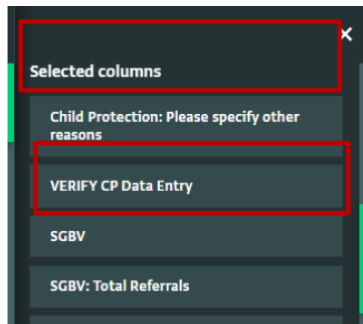 ×
Selected columns
Child Protection: Please specify other
reasons
VERIFY CP Data Entry
SGBV
SGBV: Total Referrals